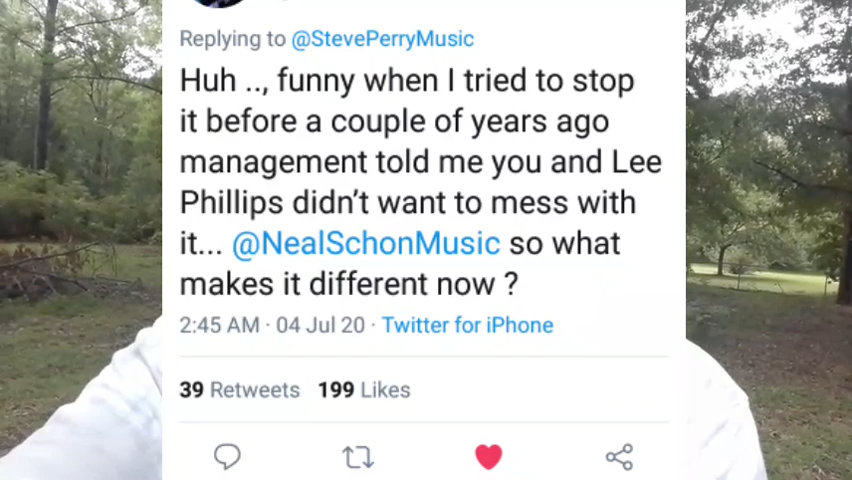 Replying to @StevePerryMusic
Huh .., funny when I tried to stop
it before a couple of years ago
management told me you and Lee
Phillips didn't want to mess with
it... @NealSchonMusic so what
makes it different now ?
2:45 AM · 04 Jul 20 · Twitter for iPhone
39 Retweets 199 Likes